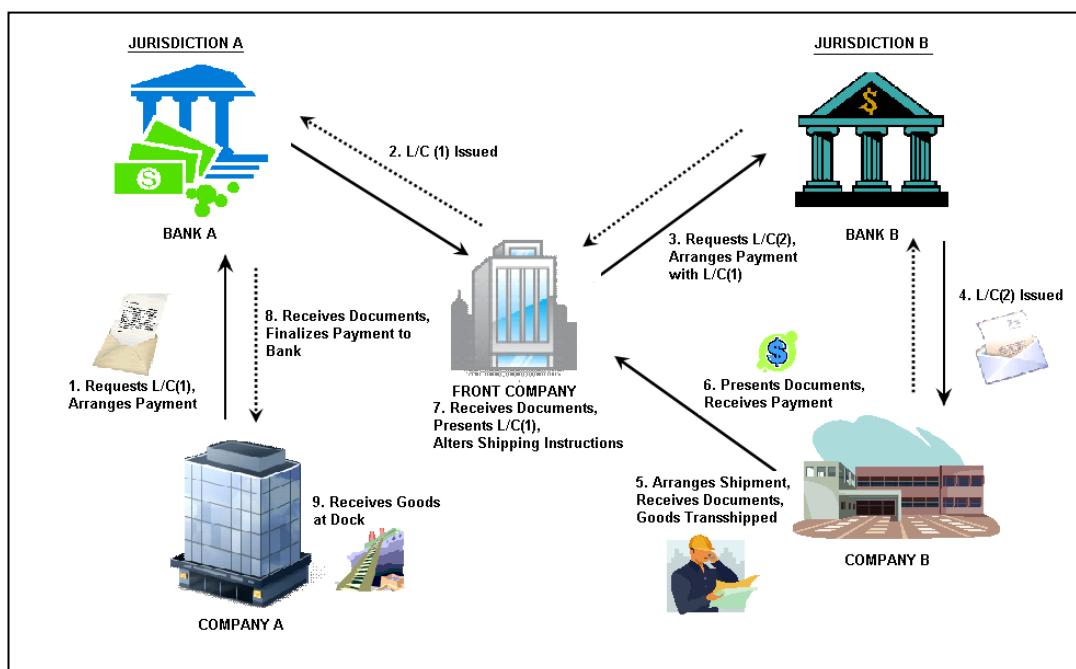 JURISDICTION A
JURISDICTION B
$
$
2. L/C (1) Issued
BANK A
BANK B
3. Requests L/C(2),
Arranges Payment
with L/C(1)
4. L/C(2) Issued
8. Receives Documents,
Finalizes Payment to
Bank
1. Requests L/C(1),
Arranges Payment
$
FRONT COMPANY
7. Receives Documents,
Presents L/C(1),
Alters Shipping Instructions
6. Presents Documents,
Receives Payment
5. Arranges Shipment,
Receives Documents,
Goods Transshipped
9. Receives Goods
at Dock
COMPANY B
COMPANY A